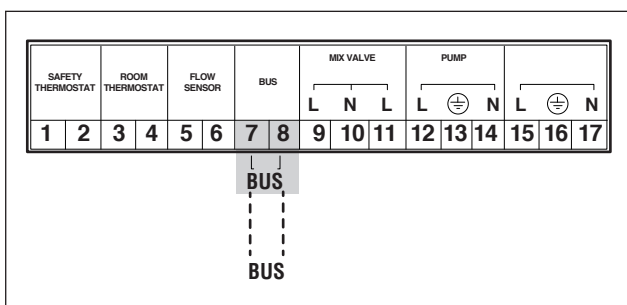 SAFETY THERMOSTAT
ROOM THERMOSTAT
FLOW SENSOR
BUS
MIX VALVE
PUMP
L N L L N L N
1 2 3 4 5 6 7 8 9 10 11 12 13 14 15 16 17
BUS
BUS